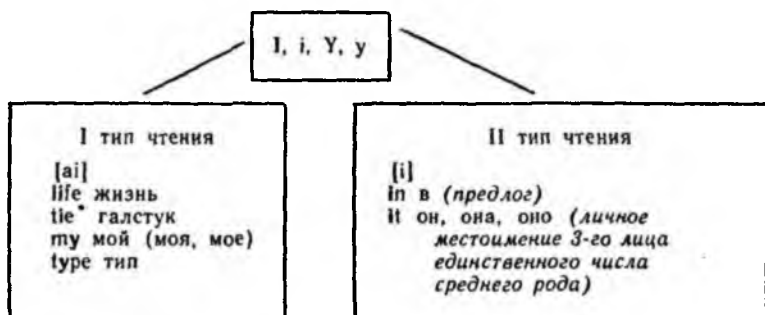 I, i, Y, y
I тип чтения
[ai]
life жизнь
tie* галстук
my мой (моя, мое)
type тип
II тип чтения
[i]
in в (предлог)
it он, она, оно (личное
местоимение 3-го лица
единственного числа
среднего рода)